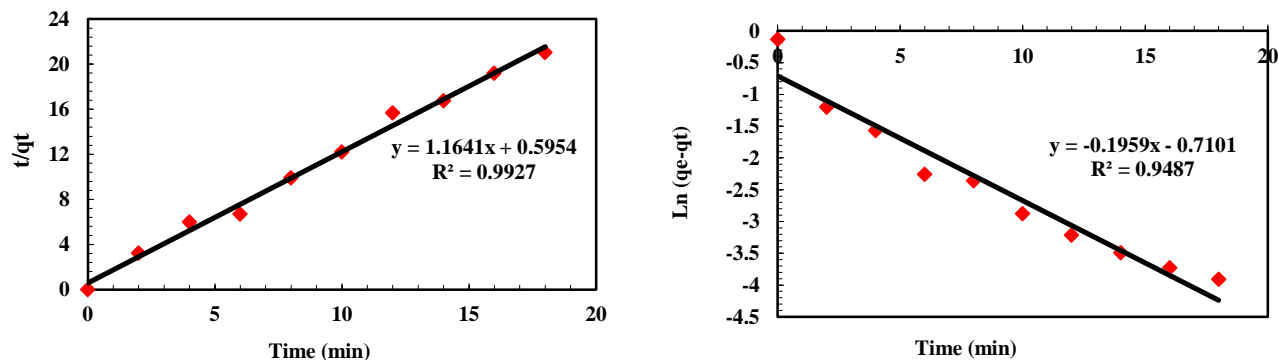 24
20
16
12
8
4
0
t/qt
y = 1.1641x + 0.5954
R² = 0.9927
0 5 10 15 20
Time (min)
0
-0.5
-1
-1.5
-2
-2.5
-3
-3.5
-4
-4.5
Ln (qe-qt)
0 5 10 15 20
y = -0.1959x - 0.7101
R² = 0.9487
Time (min)